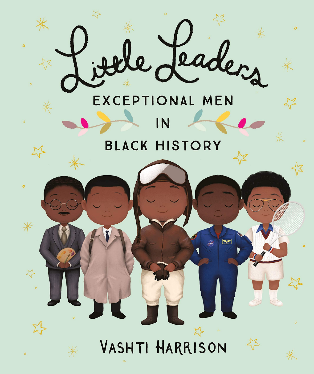 Little Leaders
EXCEPTIONAL MEN
IN
BLACK HISTORY
VASHTI HARRISON